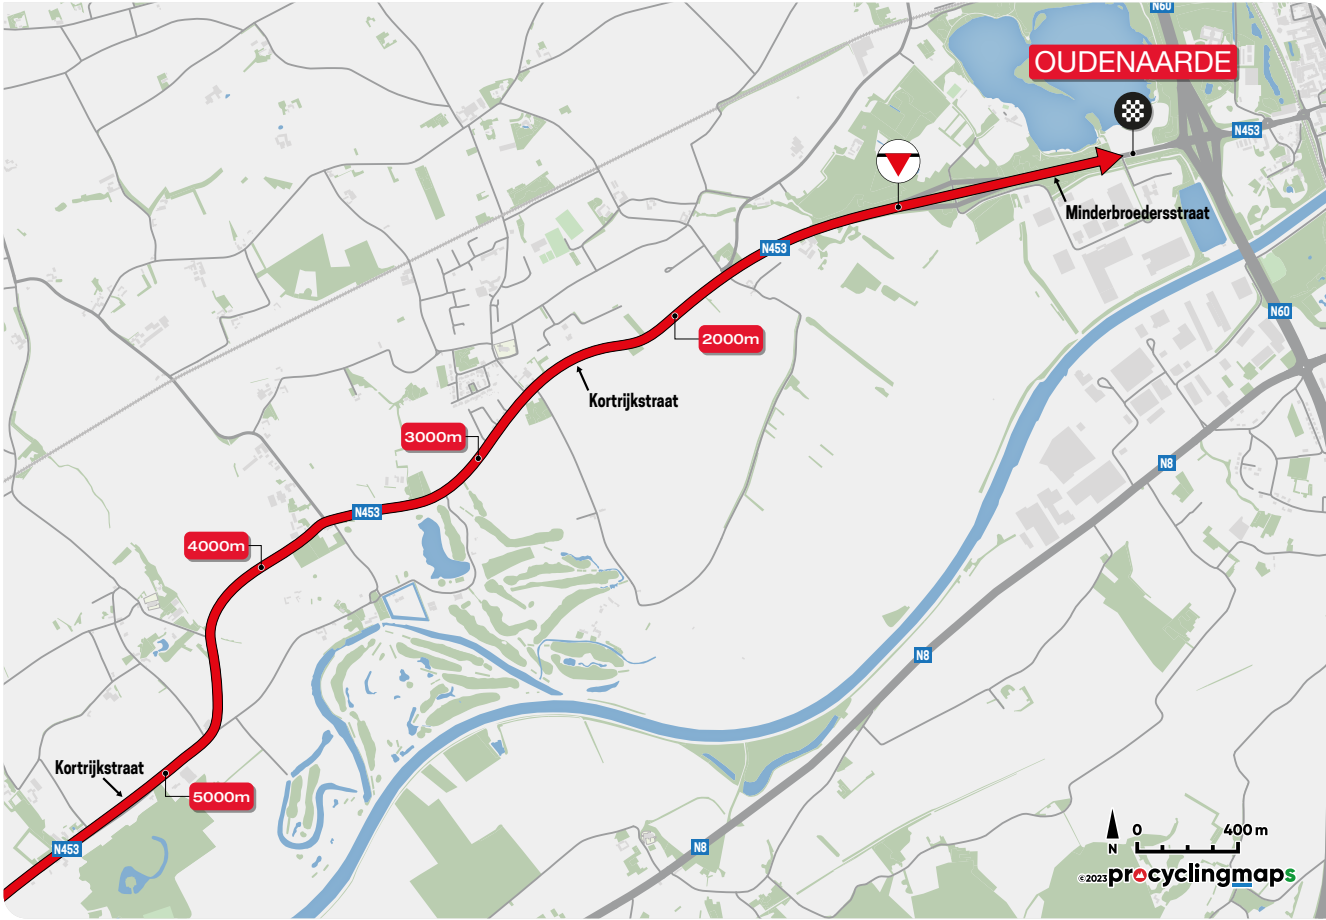 N60
OUDENAARDE
N453
Minderbroedersstraat
N453
N60
2000m
Kortrijkstraat
3000m
N8
N453
4000m
N8
Kortrijkstraat
5000m
N453
N8
0 400 m
N
©2023 procyclingmaps